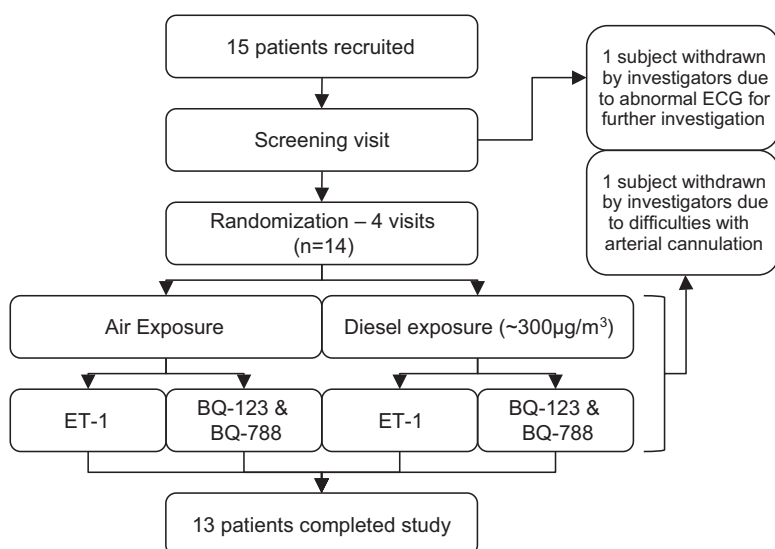 15 patients recruited
1 subject withdrawn
by investigators due
to abnormal ECG for
further investigation
Screening visit
1 subject withdrawn
by investigators due
to difficulties with
arterial cannulation
Randomization – 4 visits
(n=14)
Air Exposure
Diesel exposure (~300μg/m³)
ET-1
BQ-123 &
BQ-788
ET-1
BQ-123 &
BQ-788
13 patients completed study